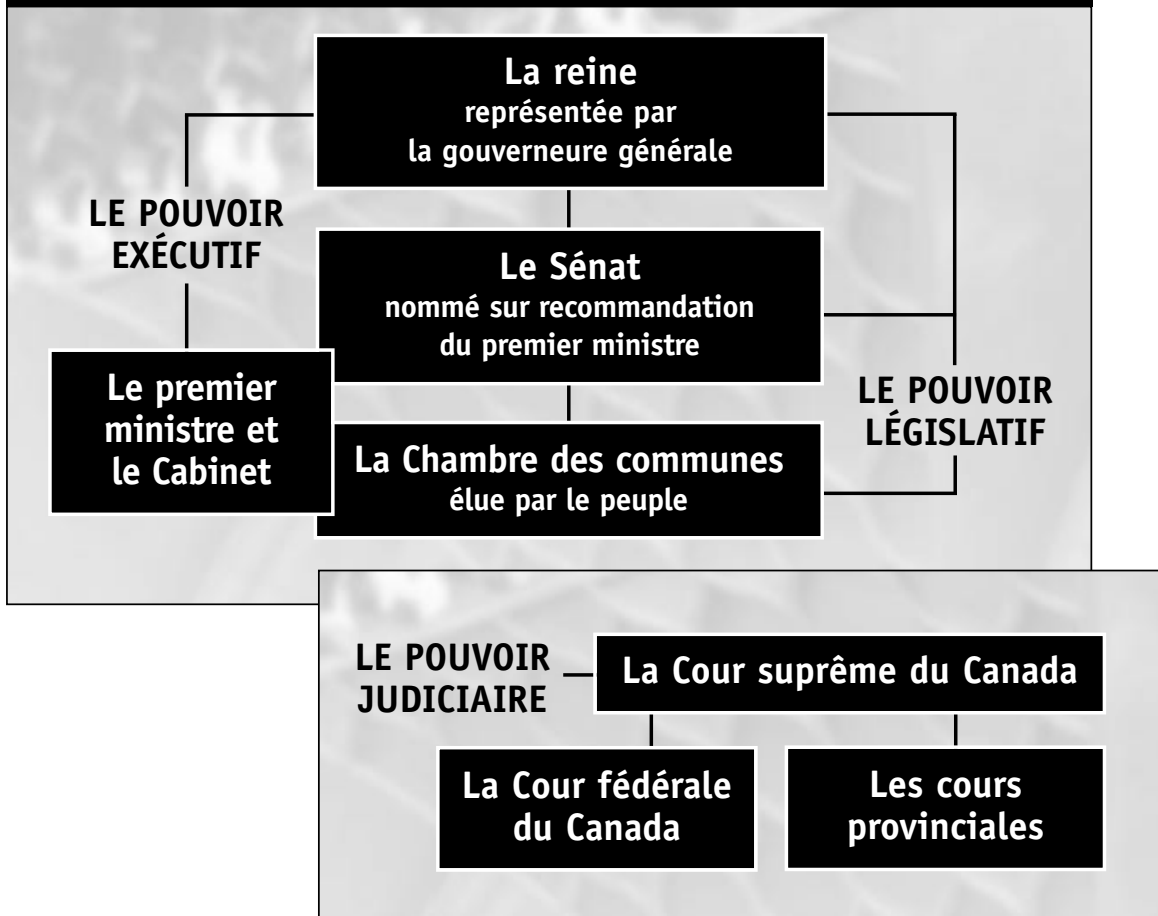 La reine
représentée par
la gouverneure générale
LE POUVOIR
EXÉCUTIF
Le Sénat
nommé sur recommandation
du premier ministre
Le premier
ministre et
le Cabinet
LE POUVOIR
LÉGISLATIF
La Chambre des communes
élue par le peuple
LE POUVOIR
JUDICIAIRE
La Cour suprême du Canada
La Cour fédérale
du Canada
Les cours
provinciales